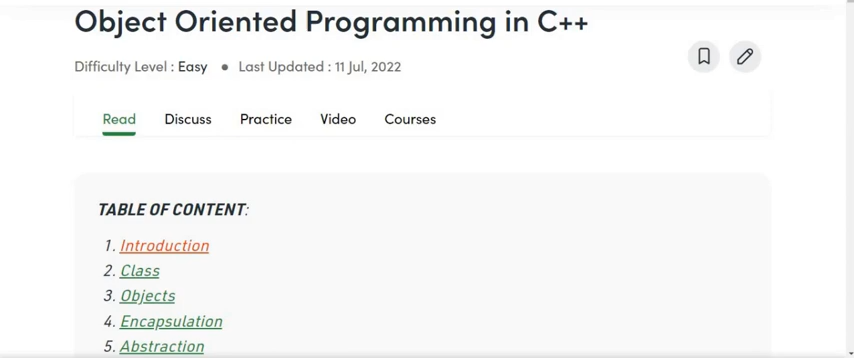 Object Oriented Programming in C++
Difficulty Level : Easy ● Last Updated : 11 Jul, 2022
Read Discuss Practice Video Courses
TABLE OF CONTENT:
1. Introduction
2. Class
3. Objects
4. Encapsulation
5. Abstraction